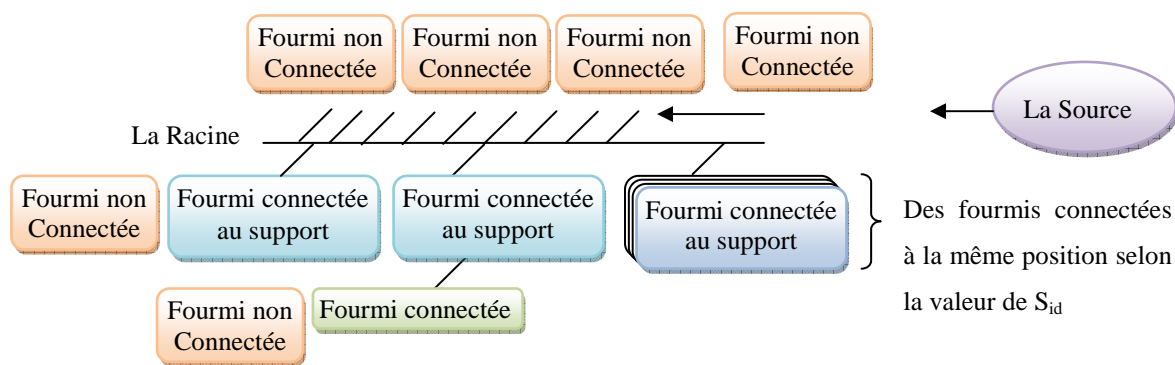 Fourmi non
Connectée
Fourmi non
Connectée
Fourmi non
Connectée
Fourmi non
Connectée
La Source
La Racine
Fourmi non
Connectée
Fourmi connectée
au support
Fourmi connectée
au support
Fourmi connectée
au support
Des fourmis connectées
à la même position selon
la valeur de Sid
Fourmi non
Connectée
Fourmi connectée